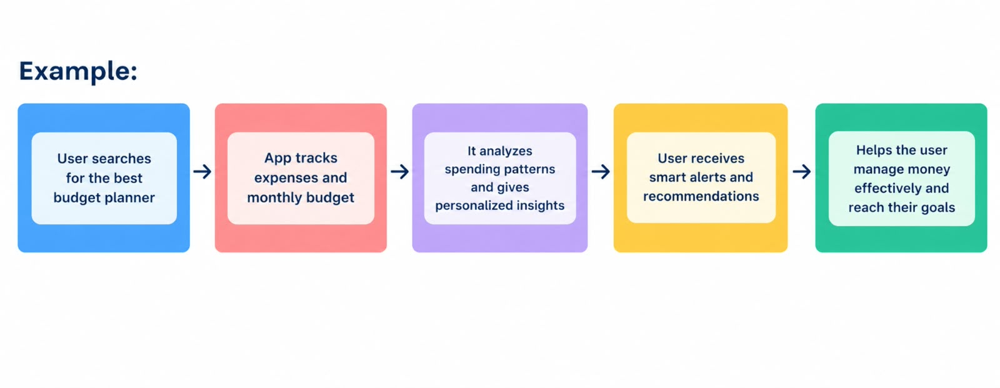 Example:
User searches
for the best
budget planner
App tracks
expenses and
monthly budget
It analyzes
spending patterns
and gives
personalized insights
User receives
smart alerts and
recommendations
Helps the user
manage money
effectively and
reach their goals